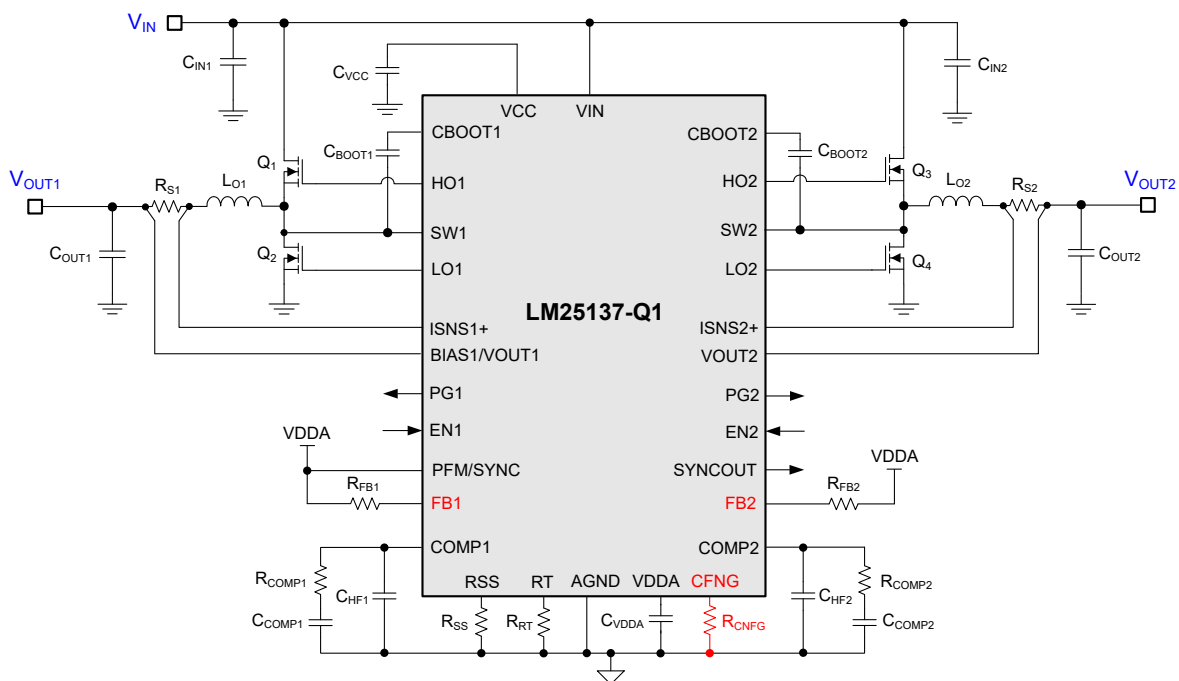 VIN
CIN1
CVCC
CIN2
VCC
VIN
CBOOT1
CBOOT2
CBOOT1
CBOOT2
Q1
HO1
HO2
Q3
VOUT1
RS1
LO1
LO2
RS2
VOUT2
SW1
SW2
COUT1
Q2
LO1
LO2
Q4
COUT2
LM25137-Q1
ISNS1+
ISNS2+
BIAS1/VOUT1
VOUT2
PG1
PG2
EN1
EN2
VDDA
VDDA
PFM/SYNC
SYNCOUT
RFB1
RFB2
FB1
FB2
COMP1
COMP2
RSS
RT
AGND
VDDA
CFNG
RCOMP1
CHF1
CHF2
RCOMP2
CCOMP1
RSS
RRT
CVDDA
RCNFG
CCOMP2